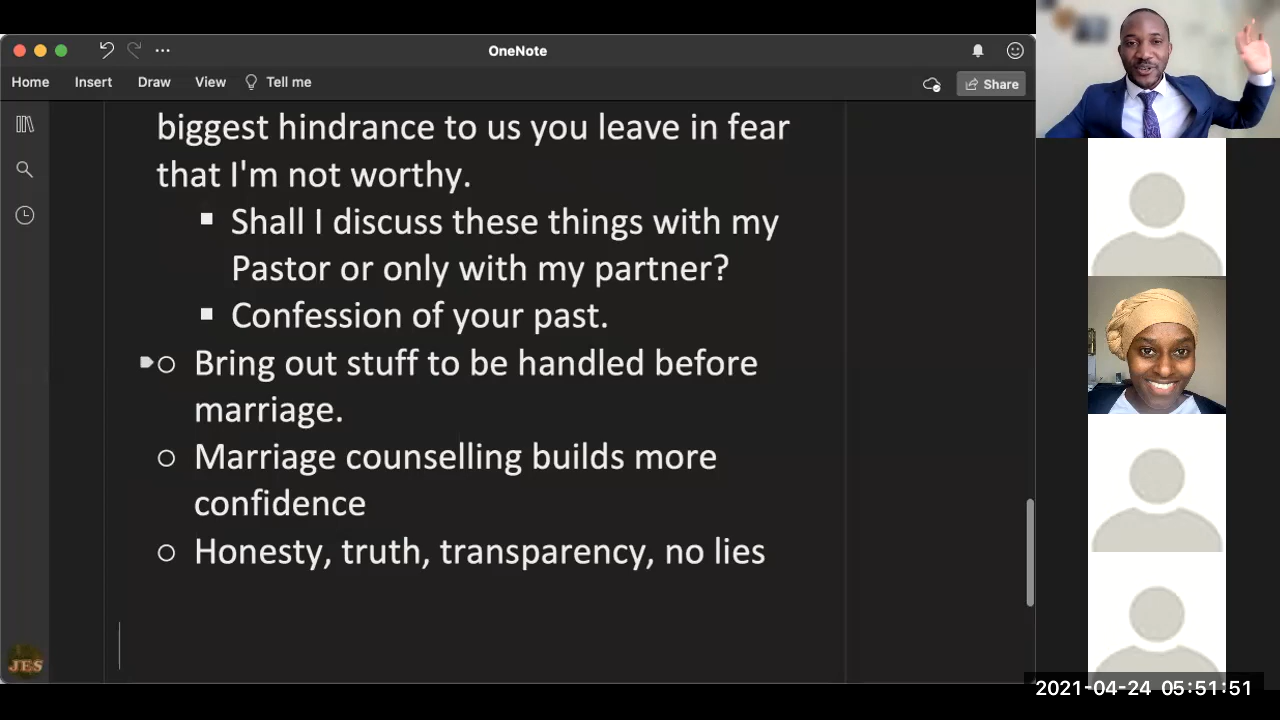 OneNote
Home Insert Draw View Tell me Share
biggest hindrance to us you leave in fear
that I'm not worthy.
▪ Shall I discuss these things with my
Pastor or only with my partner?
▪ Confession of your past.
○ Bring out stuff to be handled before
marriage.
○ Marriage counselling builds more
confidence
○ Honesty, truth, transparency, no lies
JES
2021-04-24 05:51:51